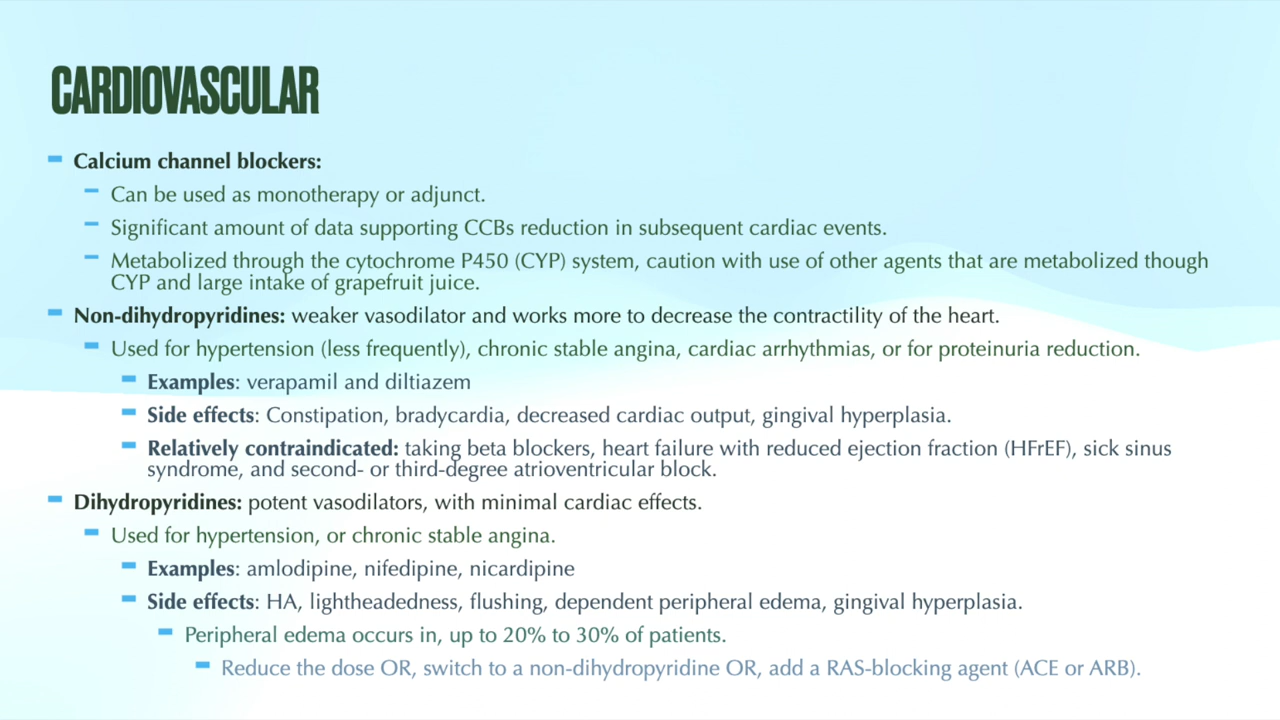 CARDIOVASCULAR
Calcium channel blockers:
Can be used as monotherapy or adjunct.
Significant amount of data supporting CCBs reduction in subsequent cardiac events.
Metabolized through the cytochrome P450 (CYP) system, caution with use of other agents that are metabolized though
CYP and large intake of grapefruit juice.
Non-dihydropyridines: weaker vasodilator and works more to decrease the contractility of the heart.
Used for hypertension (less frequently), chronic stable angina, cardiac arrhythmias, or for proteinuria reduction.
Examples: verapamil and diltiazem
Side effects: Constipation, bradycardia, decreased cardiac output, gingival hyperplasia.
Relatively contraindicated: taking beta blockers, heart failure with reduced ejection fraction (HFrEF), sick sinus
syndrome, and second- or third-degree atrioventricular block.
Dihydropyridines: potent vasodilators, with minimal cardiac effects.
Used for hypertension, or chronic stable angina.
Examples: amlodipine, nifedipine, nicardipine
Side effects: HA, lightheadedness, flushing, dependent peripheral edema, gingival hyperplasia.
Peripheral edema occurs in, up to 20% to 30% of patients.
Reduce the dose OR, switch to a non-dihydropyridine OR, add a RAS-blocking agent (ACE or ARB).